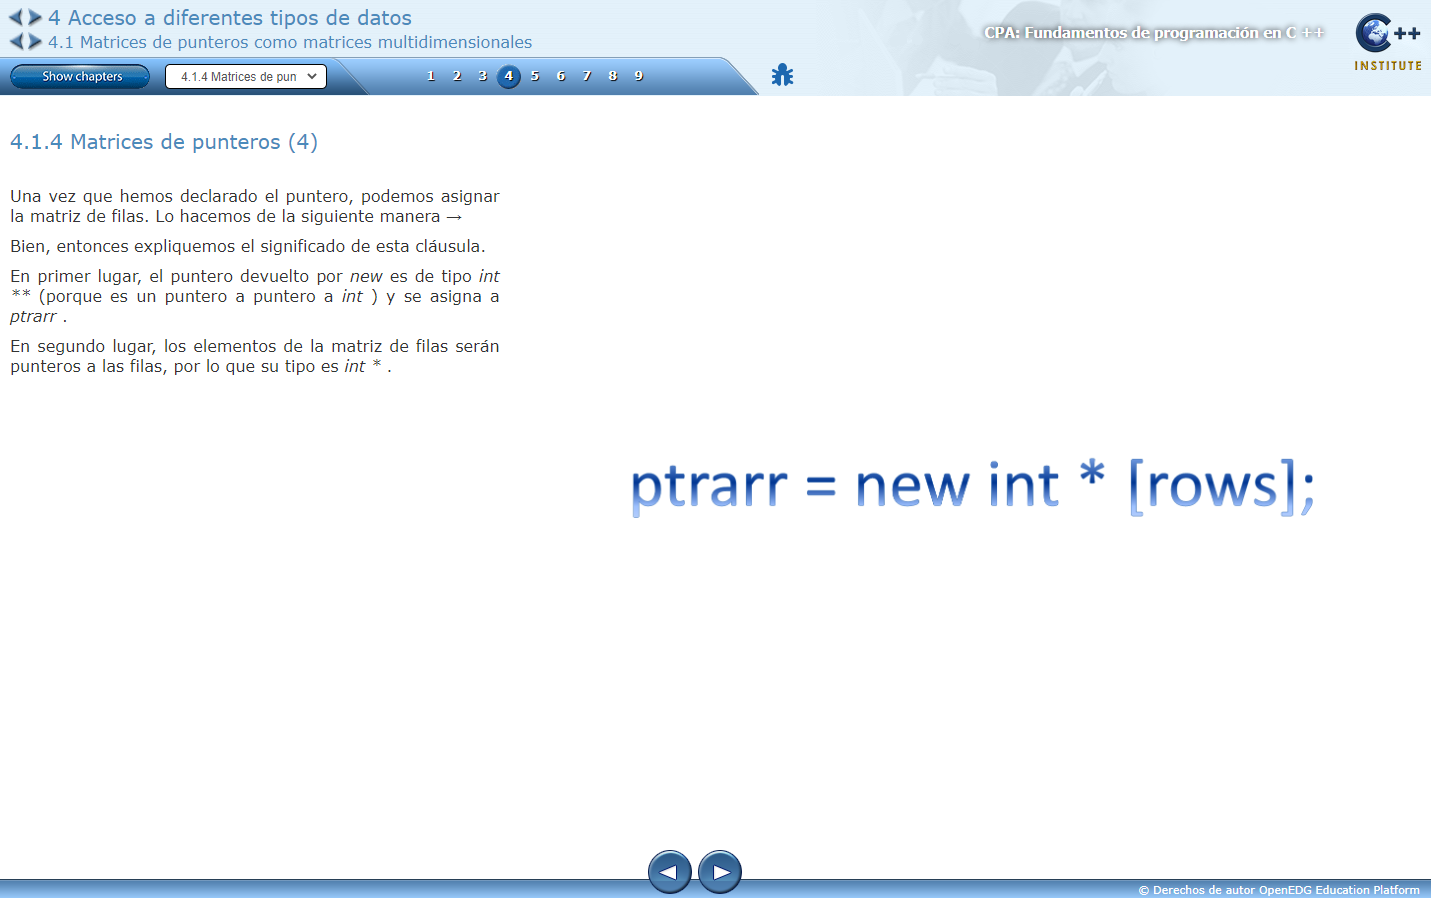 4 Acceso a diferentes tipos de datos
4.1 Matrices de punteros como matrices multidimensionales
CPA: Fundamentos de programación en C ++
C++
INSTITUTE
Show chapters
4.1.4 Matrices de pun
1 2 3 4 5 6 7 8 9
4.1.4 Matrices de punteros (4)
Una vez que hemos declarado el puntero, podemos asignar
la matriz de filas. Lo hacemos de la siguiente manera →
Bien, entonces expliquemos el significado de esta cláusula.
En primer lugar, el puntero devuelto por new es de tipo int
** (porque es un puntero a puntero a int ) y se asigna a
ptrarr .
En segundo lugar, los elementos de la matriz de filas serán
punteros a las filas, por lo que su tipo es int * .
ptrarr = new int * [rows];
© Derechos de autor OpenEDG Education Platform